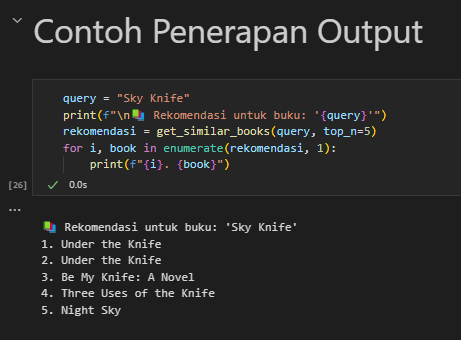 Contoh Penerapan Output
query = "Sky Knife"
print(f"\n📚 Rekomendasi untuk buku: '{query}'")
rekomendasi = get_similar_books(query, top_n=5)
for i, book in enumerate(rekomendasi, 1):
    print(f"{i}. {book}")
[26] ✓ 0.0s
...
📚 Rekomendasi untuk buku: 'Sky Knife'
1. Under the Knife
2. Under the Knife
3. Be My Knife: A Novel
4. Three Uses of the Knife
5. Night Sky